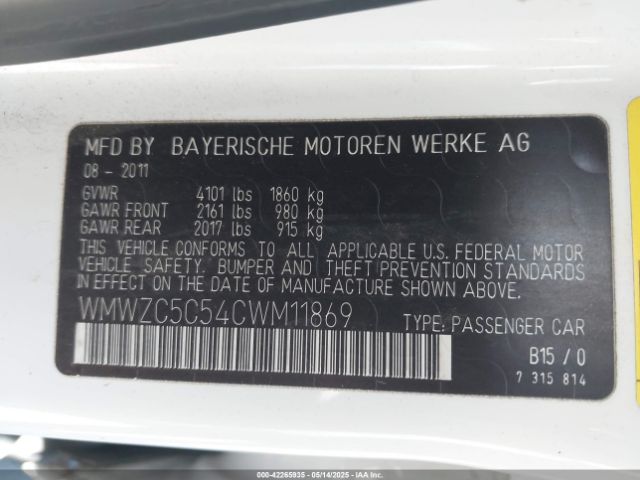 MFD BY BAYERISCHE MOTOREN WERKE AG
08 - 2011
GVWR 4101 lbs 1860 kg
GAWR FRONT 2161 lbs 980 kg
GAWR REAR 2017 lbs 915 kg
THIS VEHICLE CONFORMS TO ALL APPLICABLE U.S. FEDERAL MOTOR
VEHICLE SAFETY, BUMPER AND THEFT PREVENTION STANDARDS
IN EFFECT ON THE DATE OF MANUFACTURE SHOWN ABOVE.
WMWZC5C54CWM11869 TYPE: PASSENGER CAR
B15 / 0
7 315 814
000-42265935 05/14/2025 IAA Inc. All Rights Reserved